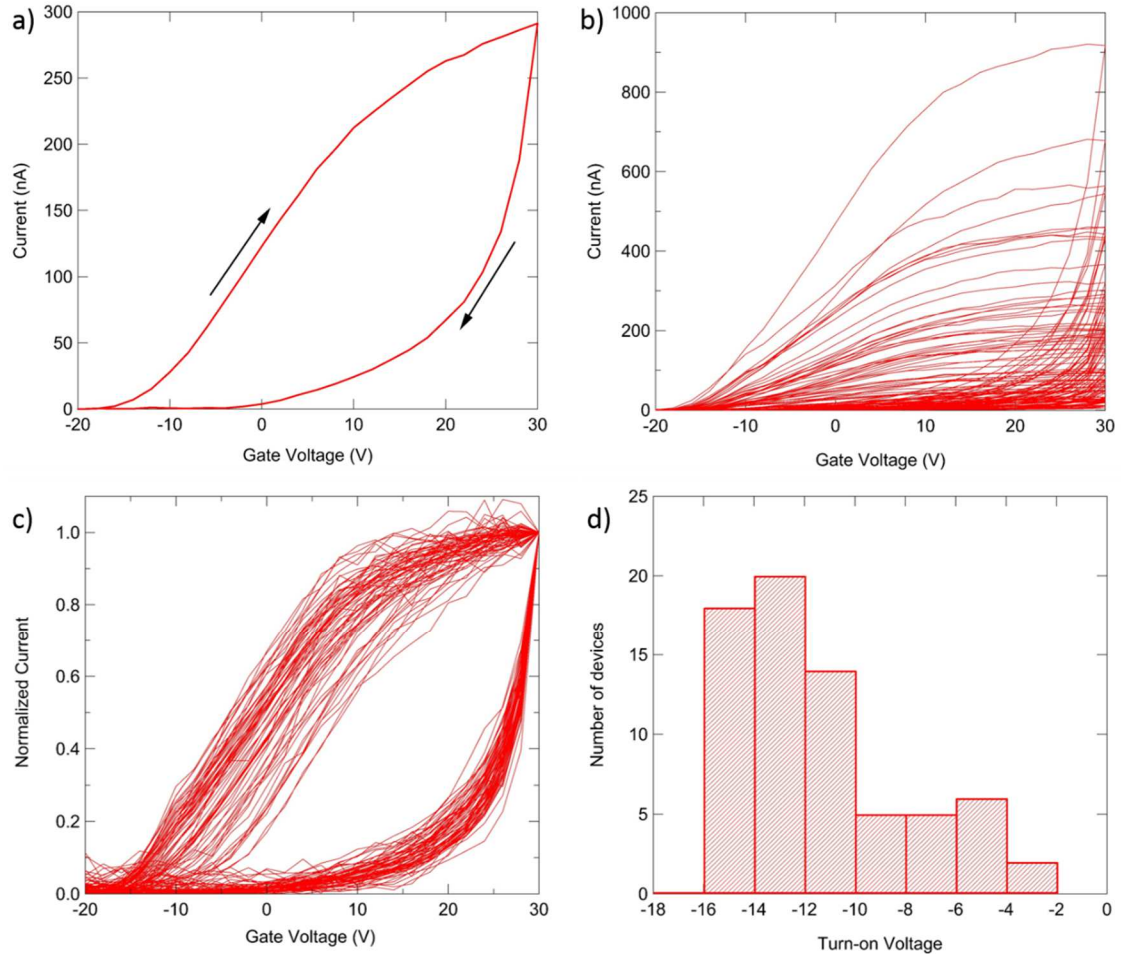 a)
300
250
200
150
100
50
0
Current (nA)
-20 -10 0 10 20 30
Gate Voltage (V)
b)
1000
800
600
400
200
0
Current (nA)
-20 -10 0 10 20 30
Gate Voltage (V)
c)
1.0
0.8
0.6
0.4
0.2
0.0
Normalized Current
-20 -10 0 10 20 30
Gate Voltage (V)
d)
25
20
15
10
5
0
Number of devices
-18 -16 -14 -12 -10 -8 -6 -4 -2 0
Turn-on Voltage